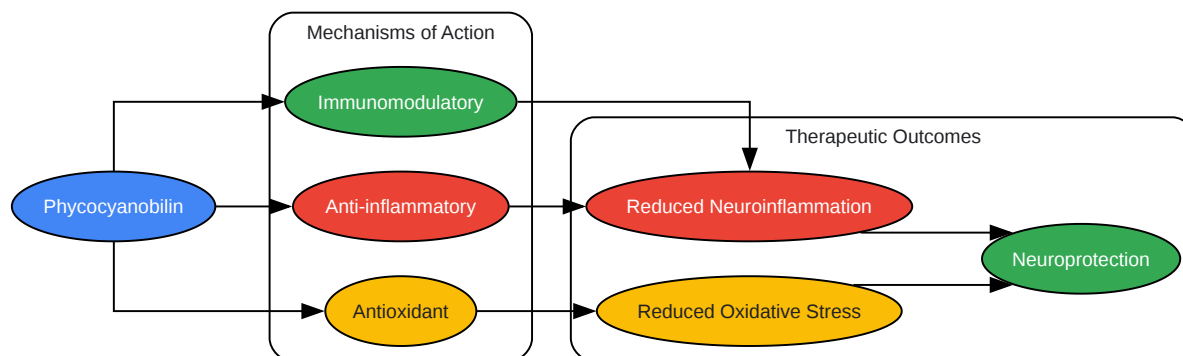 Mechanisms of Action
Immunomodulatory
Therapeutic Outcomes
Phycocyanobilin
Anti-inflammatory
Reduced Neuroinflammation
Neuroprotection
Antioxidant
Reduced Oxidative Stress